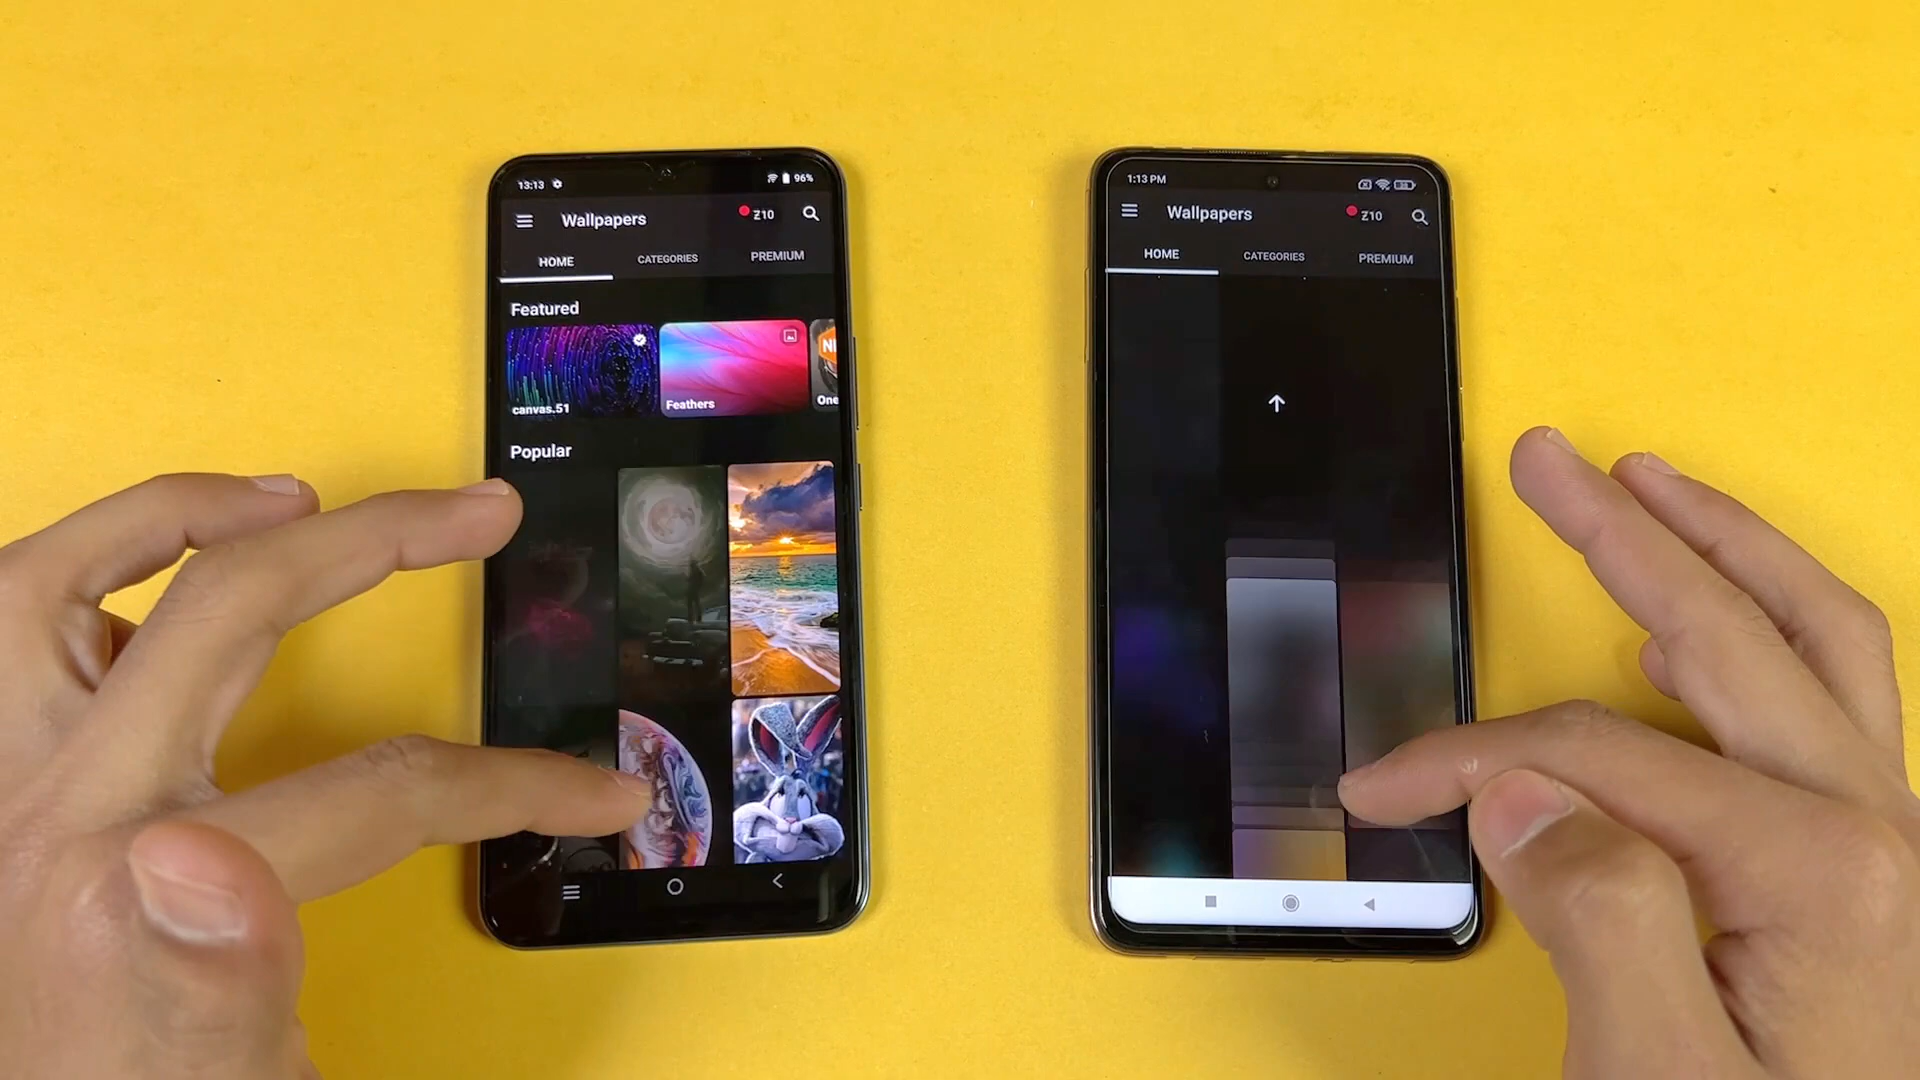 13:13
96%
Wallpapers
Z10
HOME
CATEGORIES
PREMIUM
Featured
canvas.51
Feathers
One
Popular
1:13 PM
Wallpapers
Z10
HOME
CATEGORIES
PREMIUM